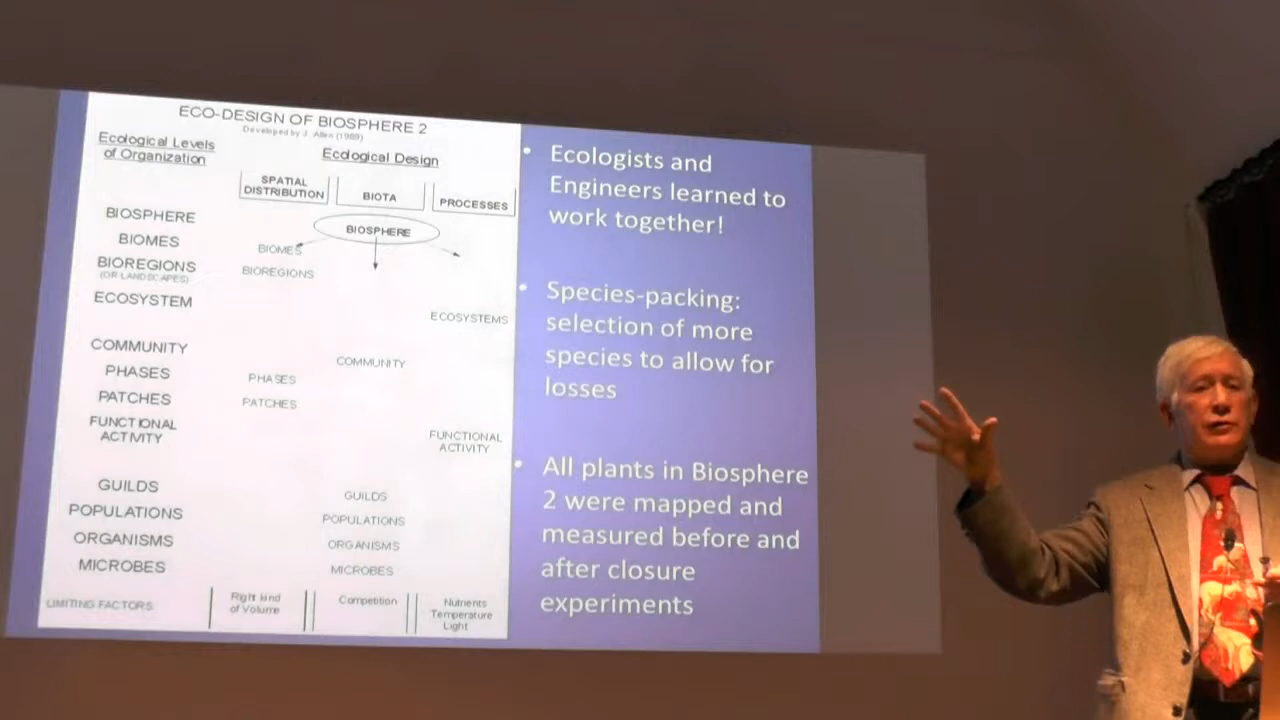 ECO-DESIGN OF BIOSPHERE 2
Developed by J. Allen (1989)
Ecological Levels
of Organization
Ecological Design
SPATIAL
DISTRIBUTION
BIOTA
PROCESSES
BIOSPHERE
BIOSPHERE
BIOMES
BIOMES
BIOREGIONS
(OR LANDSCAPES)
BIOREGIONS
ECOSYSTEM
ECOSYSTEMS
COMMUNITY
COMMUNITY
PHASES
PHASES
PATCHES
PATCHES
FUNCTIONAL
ACTIVITY
FUNCTIONAL
ACTIVITY
GUILDS
GUILDS
POPULATIONS
POPULATIONS
ORGANISMS
ORGANISMS
MICROBES
MICROBES
LIMITING FACTORS
Right kind
of Volume
Competition
Nutrients
Temperature
Light
• Ecologists and
Engineers learned to
work together!
• Species-packing:
selection of more
species to allow for
losses
• All plants in Biosphere
2 were mapped and
measured before and
after closure
experiments